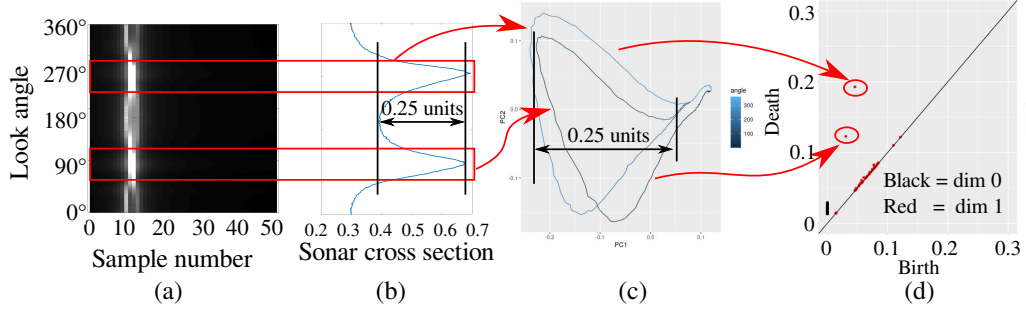 360°
270°
180°
90°
0°
Look angle
0 10 20 30 40 50
Sample number
(a)
0.25 units
0.2 0.3 0.4 0.5 0.6 0.7
Sonar cross section
(b)
0.1
0.0
-0.1
PC2
0.25 units
angle
300
200
100
-0.2 -0.1 0.0 0.1
PC1
(c)
0.3
0.2
0.1
0
Death
Black = dim 0
Red = dim 1
0 0.1 0.2 0.3
Birth
(d)